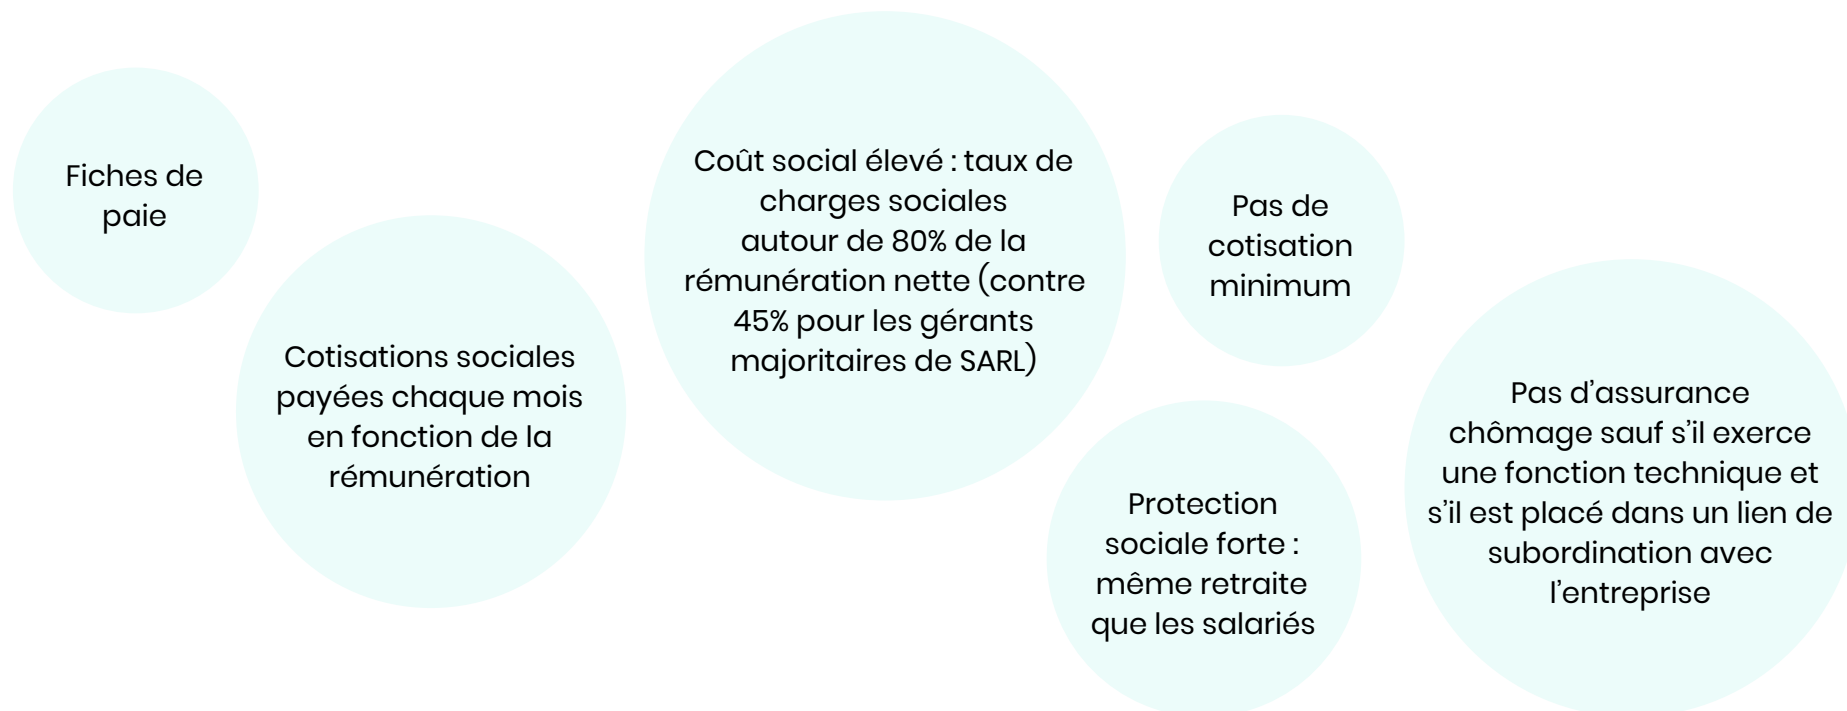 Fiches de
paie
Cotisations sociales
payées chaque mois
en fonction de la
rémunération
Coût social élevé : taux de
charges sociales
autour de 80% de la
rémunération nette (contre
45% pour les gérants
majoritaires de SARL)
Pas de
cotisation
minimum
Protection
sociale forte :
même retraite
que les salariés
Pas d’assurance
chômage sauf s’il exerce
une fonction technique et
s’il est placé dans un lien de
subordination avec
l’entreprise